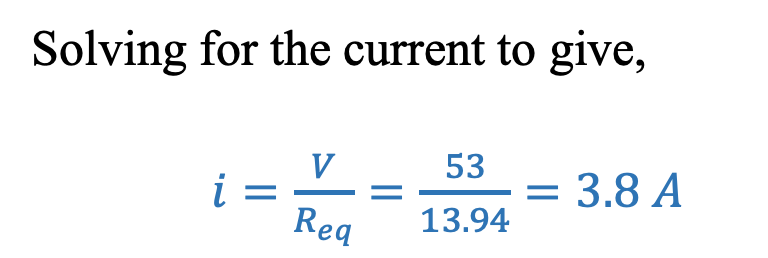 Solving for the current to give,
i = V / R_eq = 53 / 13.94 = 3.8 A